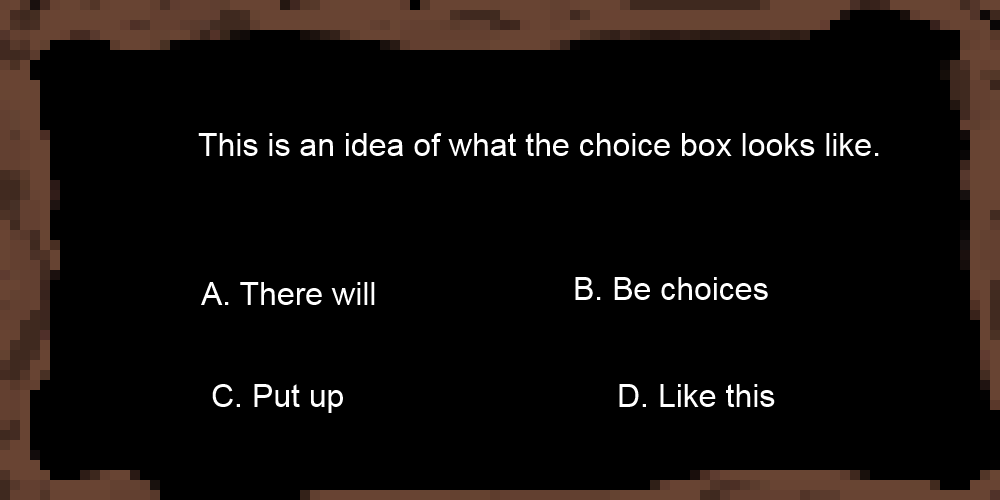 This is an idea of what the choice box looks like.
A. There will
B. Be choices
C. Put up
D. Like this